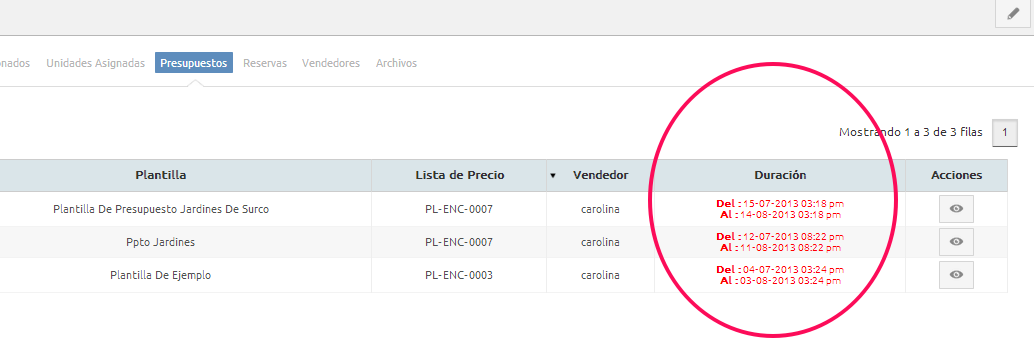 onados Unidades Asignadas Presupuestos Reservas Vendedores Archivos
Mostrando 1 a 3 de 3 filas 1
Plantilla Lista de Precio Vendedor Duración Acciones
Plantilla De Presupuesto Jardines De Surco PL-ENC-0007 carolina Del : 15-07-2013 03:18 pm
Al : 14-08-2013 03:18 pm
Ppto Jardines PL-ENC-0007 carolina Del : 12-07-2013 08:22 pm
Al : 11-08-2013 08:22 pm
Plantilla De Ejemplo PL-ENC-0003 carolina Del : 04-07-2013 03:24 pm
Al : 03-08-2013 03:24 pm